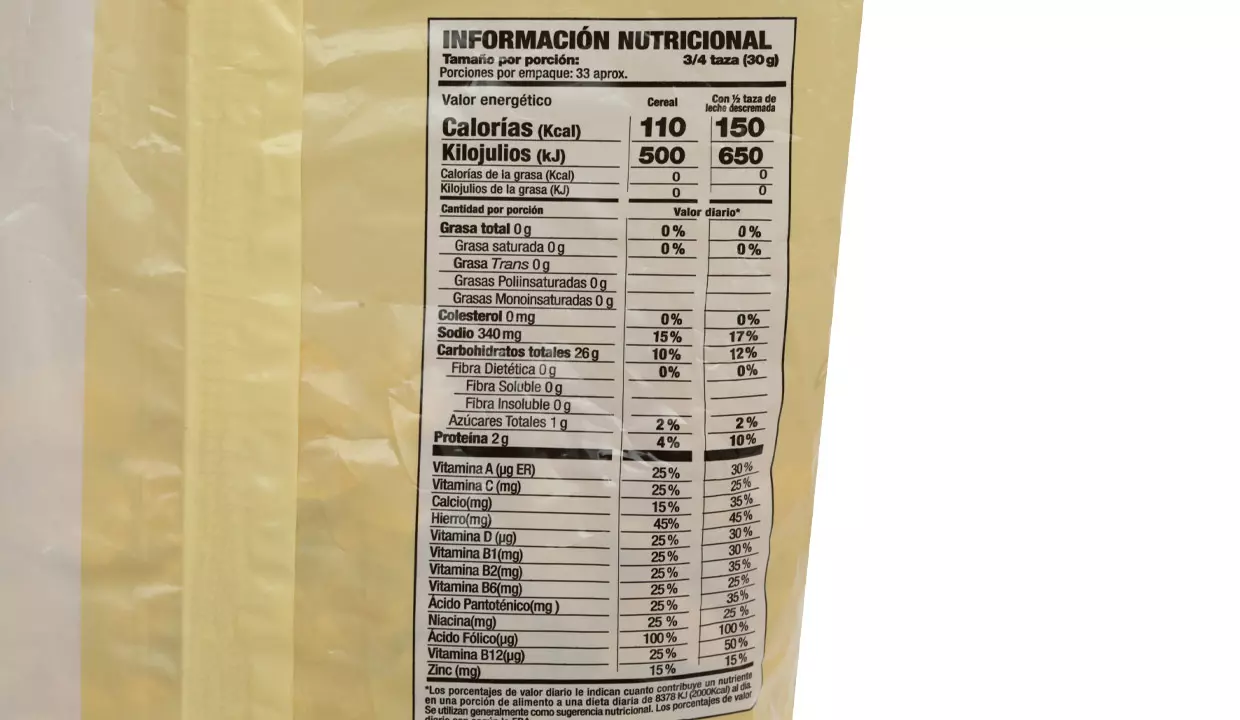 INFORMACIÓN NUTRICIONAL
Tamaño por porción: 3/4 taza (30 g)
Porciones por empaque: 33 aprox.
Valor energético Cereal Con ½ taza de leche descremada
Calorías (Kcal) 110 150
Kilojulios (kJ) 500 650
Calorías de la grasa (Kcal) 0 0
Kilojulios de la grasa (KJ) 0 0
Cantidad por porción Valor diario*
Grasa total 0 g 0 % 0 %
Grasa saturada 0 g 0 % 0 %
Grasa Trans 0 g
Grasas Poliinsaturadas 0 g
Grasas Monoinsaturadas 0 g
Colesterol 0 mg 0 % 0 %
Sodio 340 mg 15 % 17 %
Carbohidratos totales 26 g 10 % 12 %
Fibra Dietética 0 g 0 % 0 %
Fibra Soluble 0 g
Fibra Insoluble 0 g
Azúcares Totales 1 g 2 % 2 %
Proteína 2 g 4 % 10 %
Vitamina A (µg ER) 25 % 30 %
Vitamina C (mg) 25 % 25 %
Calcio(mg) 15 % 35 %
Hierro(mg) 45% 45 %
Vitamina D (µg) 25 % 30 %
Vitamina B1(mg) 25 % 30 %
Vitamina B2(mg) 25 % 35 %
Vitamina B6(mg) 25 % 25 %
Ácido Pantoténico(mg ) 25 % 35 %
Niacina(mg) 25 % 25 %
Ácido Fólico(µg) 100 % 100 %
Vitamina B12(µg) 25 % 50 %
Zinc (mg) 15 % 15 %
*Los porcentajes de valor diario le indican cuanto contribuye un nutriente
en una porción de alimento a una dieta diaria de 8378 KJ (2000Kcal) al día.
Se utilizan generalmente como sugerencia nutricional. Los porcentajes de valor